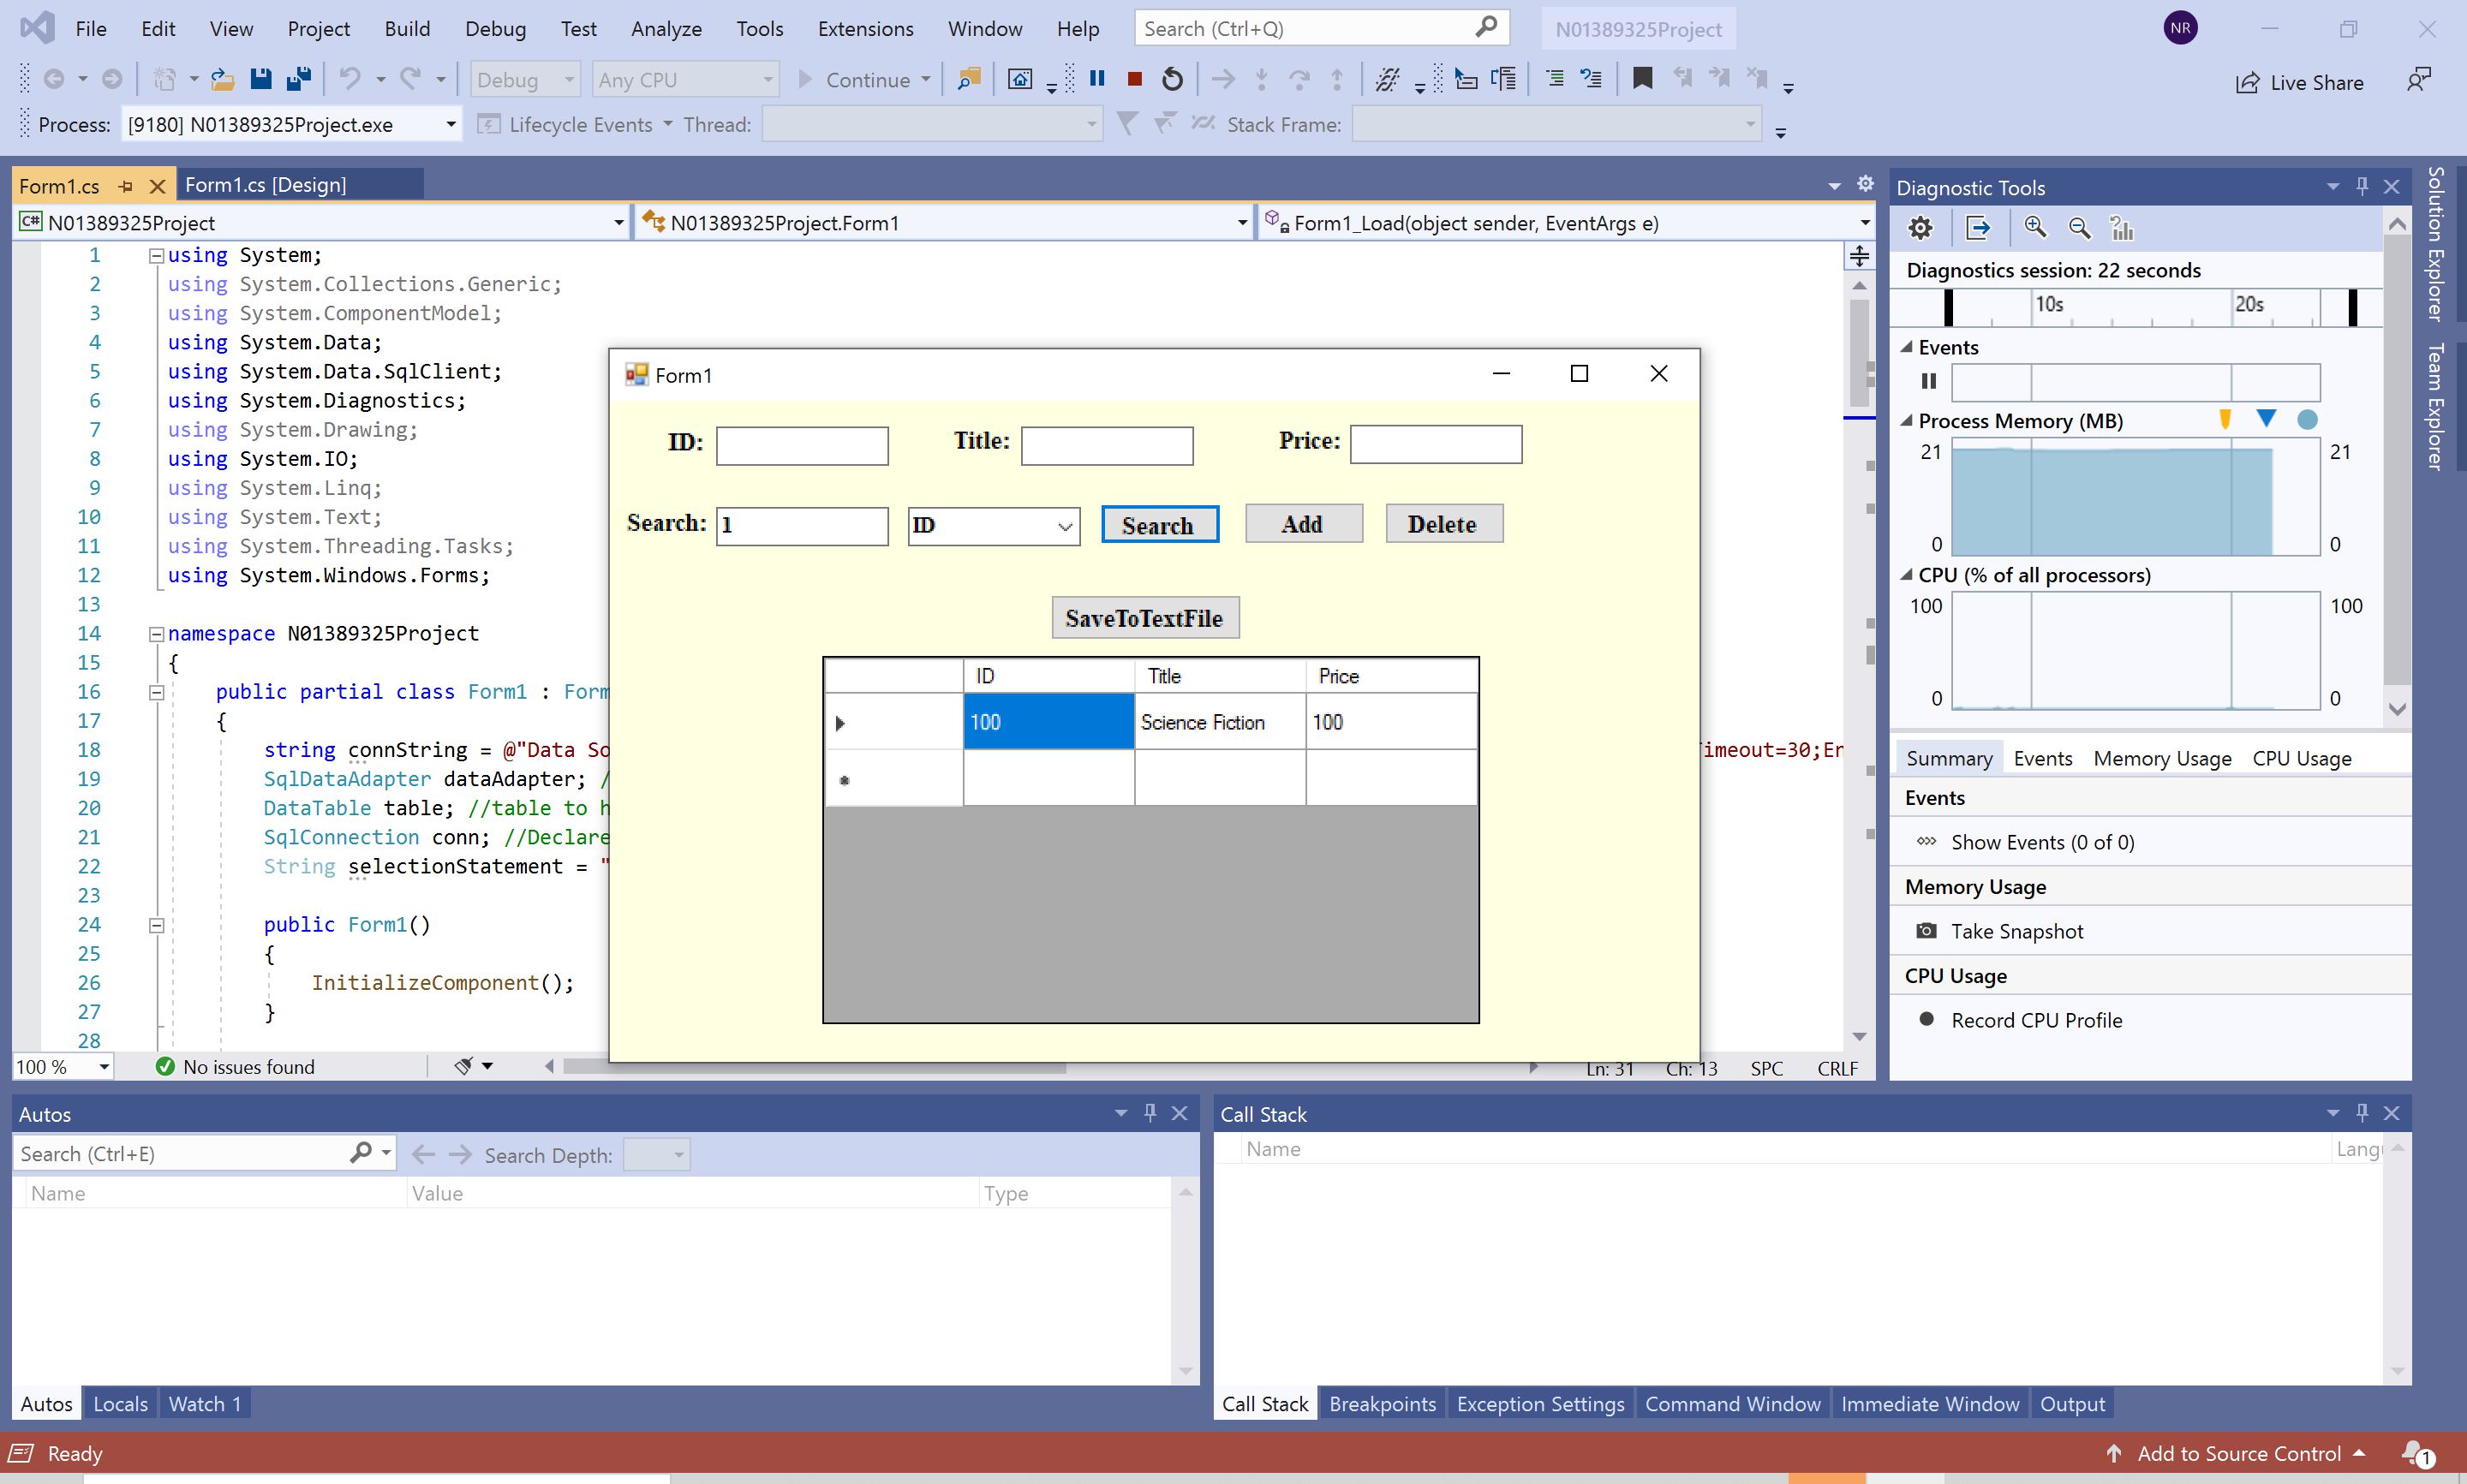 File Edit View Project Build Debug Test Analyze Tools Extensions Window Help Search (Ctrl+Q) N01389325Project NR
Debug Any CPU Continue Live Share
Process: [9180] N01389325Project.exe Lifecycle Events Thread: Stack Frame:
Form1.cs Form1.cs [Design]
C# N01389325Project N01389325Project.Form1 Form1_Load(object sender, EventArgs e)
1 using System;
2 using System.Collections.Generic;
3 using System.ComponentModel;
4 using System.Data;
5 using System.Data.SqlClient;
6 using System.Diagnostics;
7 using System.Drawing;
8 using System.IO;
9 using System.Linq;
10 using System.Text;
11 using System.Threading.Tasks;
12 using System.Windows.Forms;
13
14 namespace N01389325Project
15 {
16 public partial class Form1 : Form
17 {
18 string connString = @"Data So
imeout=30;En
19 SqlDataAdapter dataAdapter; /
20 DataTable table; //table to h
21 SqlConnection conn; //Declare
22 String selectionStatement = "
23
24 public Form1()
25 {
26 InitializeComponent();
27 }
28
100 % No issues found Ln: 31 Ch: 13 SPC CRLF
Form1
ID: Title: Price:
Search: 1 ID Search Add Delete
SaveToTextFile
ID Title Price
100 Science Fiction 100
Diagnostic Tools
Diagnostics session: 22 seconds
10s 20s
Events
Process Memory (MB)
21 21
0 0
CPU (% of all processors)
100 100
0 0
Summary Events Memory Usage CPU Usage
Events
Show Events (0 of 0)
Memory Usage
Take Snapshot
CPU Usage
Record CPU Profile
Solution Explorer
Team Explorer
Autos
Search (Ctrl+E) Search Depth:
Name Value Type
Autos Locals Watch 1
Call Stack
Name Lang
Call Stack Breakpoints Exception Settings Command Window Immediate Window Output
Ready Add to Source Control 1